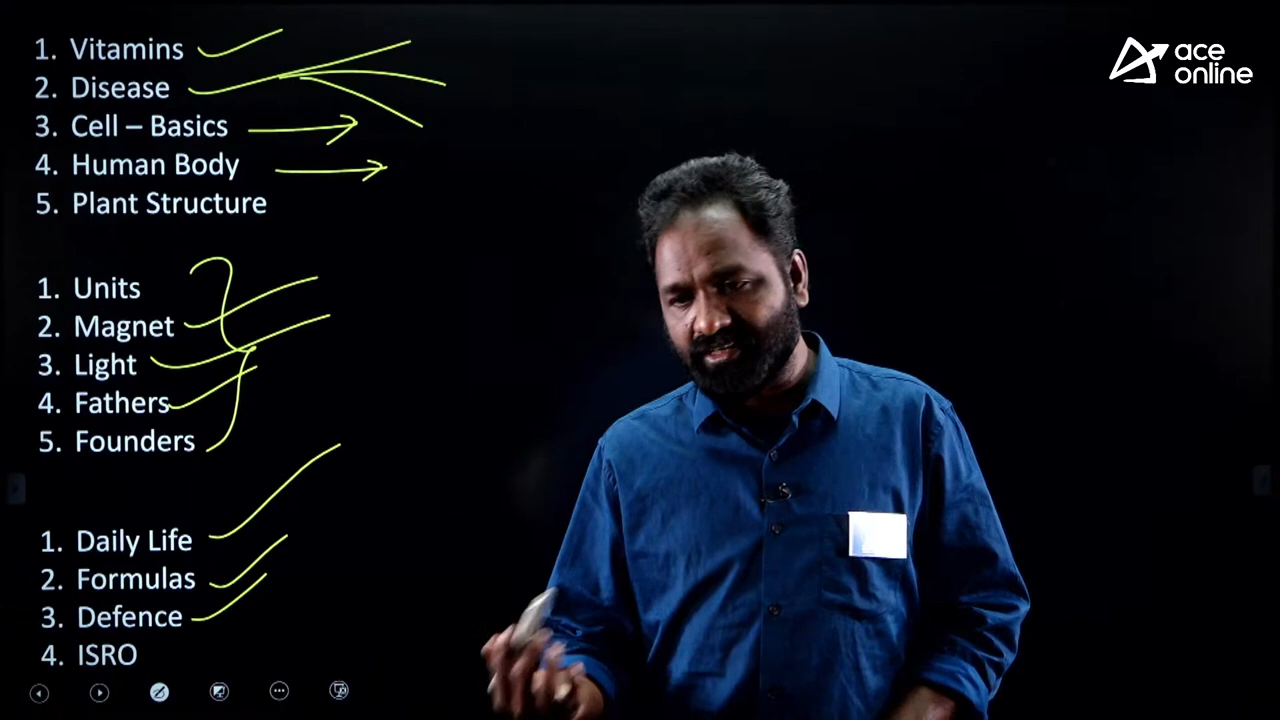 1. Vitamins
2. Disease
3. Cell – Basics
4. Human Body
5. Plant Structure
1. Units
2. Magnet
3. Light
4. Fathers
5. Founders
1. Daily Life
2. Formulas
3. Defence
4. ISRO
ace
online